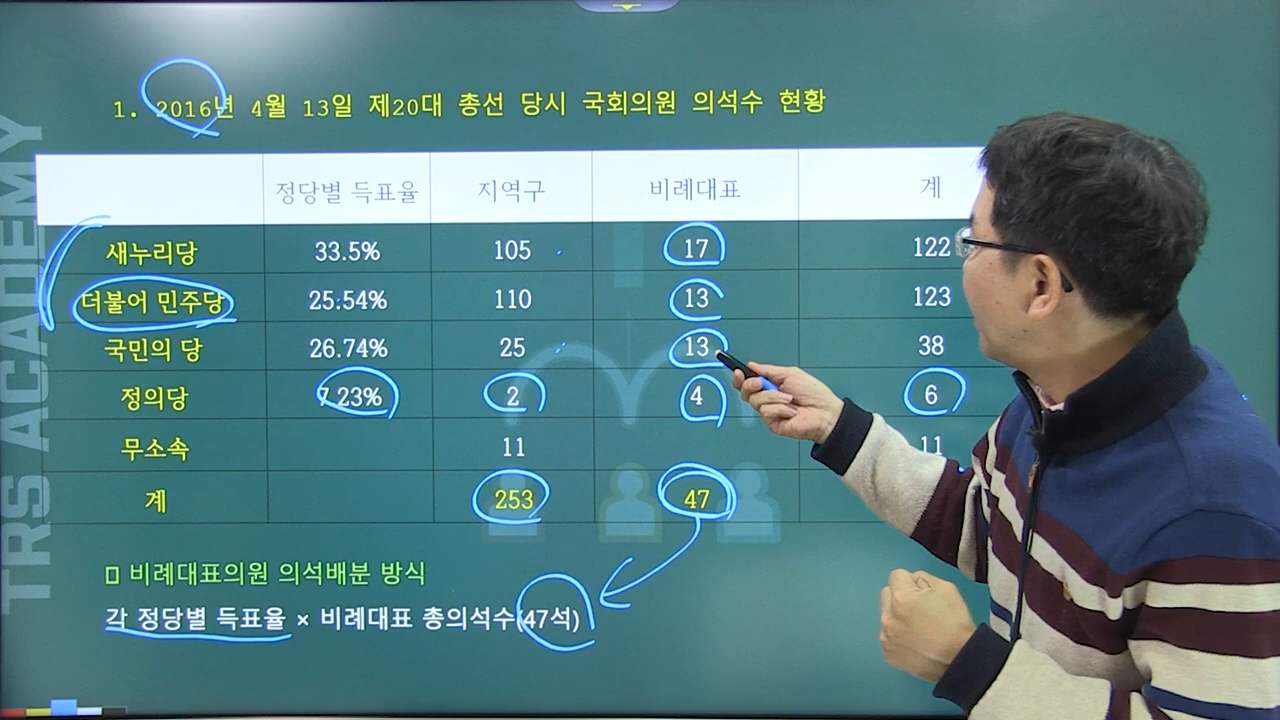 1. 2016년 4월 13일 제20대 총선 당시 국회의원 의석수 현황
정당별 득표율 지역구 비례대표 계
새누리당 33.5% 105 17 122
더불어 민주당 25.54% 110 13 123
국민의 당 26.74% 25 13 38
정의당 7.23% 2 4 6
무소속 11 11
계 253 47
비례대표의원 의석배분 방식
각 정당별 득표율 × 비례대표 총의석수(47석)
TRS ACADEMY